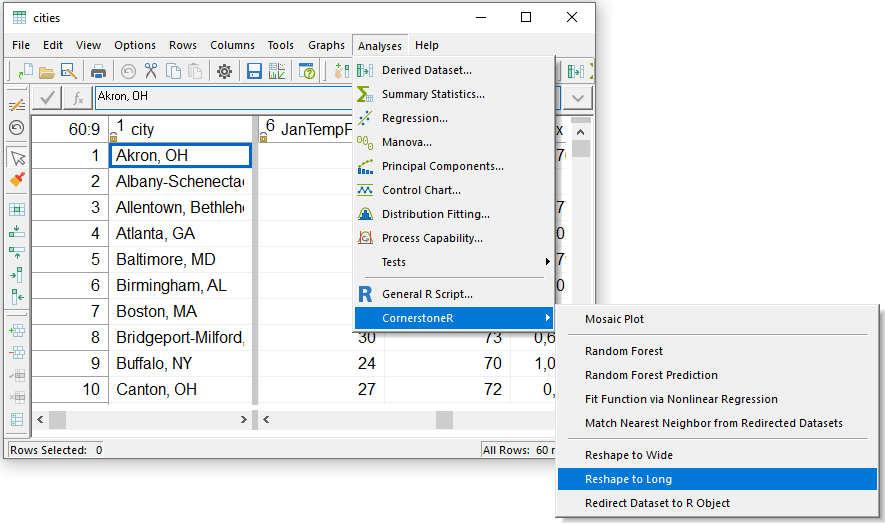 cities
File Edit View Options Rows Columns Tools Graphs Analyses Help
Akron, OH
60:9 1 city 6 JanTempF x
1 Akron, OH 70
2 Albany-Schenectac
3 Allentown, Bethlehe 7
4 Atlanta, GA 0
5 Baltimore, MD 70
6 Birmingham, AL 0
7 Boston, MA
8 Bridgeport-Milford, 30 73 0,6
9 Buffalo, NY 24 70 1,0
10 Canton, OH 27 72 0,
Rows Selected: 0 All Rows: 60
Derived Dataset...
Summary Statistics...
Regression...
Manova...
Principal Components...
Control Chart...
Distribution Fitting...
Process Capability...
Tests
R General R Script...
CornerstoneR
Mosaic Plot
Random Forest
Random Forest Prediction
Fit Function via Nonlinear Regression
Match Nearest Neighbor from Redirected Datasets
Reshape to Wide
Reshape to Long
Redirect Dataset to R Object